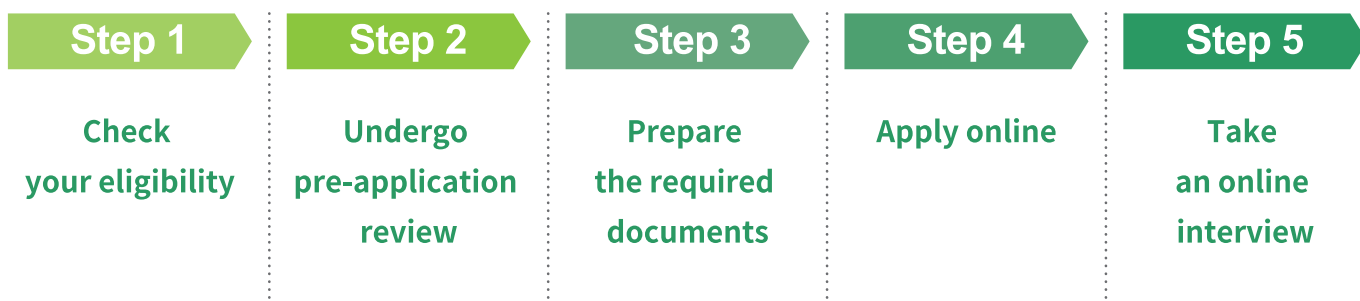 Step 1
Check
your eligibility
Step 2
Undergo
pre-application
review
Step 3
Prepare
the required
documents
Step 4
Apply online
Step 5
Take
an online
interview